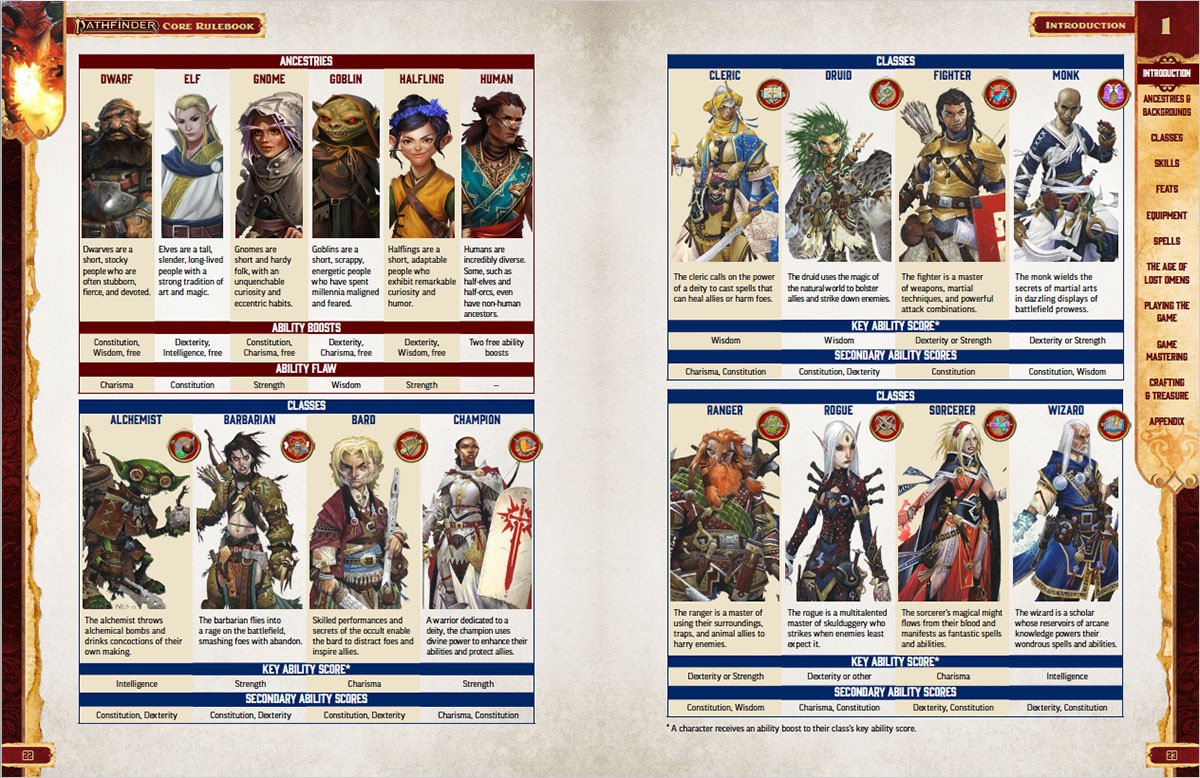 PATHFINDER CORE RULEBOOK
ANCESTRIES
DWARF ELF GNOME GOBLIN HALFLING HUMAN
Dwarves are a
short, stocky
people who are
often stubborn,
fierce, and devoted.
Elves are a tall,
slender, long-lived
people with a
strong tradition of
art and magic.
Gnomes are
short and hardy
folk, with an
unquenchable
curiosity and
eccentric habits.
Goblins are a
short, scrappy,
energetic people
who have spent
millennia maligned
and feared.
Halflings are a
short, adaptable
people who
exhibit remarkable
curiosity and
humor.
Humans are
incredibly diverse.
Some, such as
half-elves and
half-orcs, even
have non-human
ancestors.
ABILITY BOOSTS
Constitution,
Wisdom, free
Dexterity,
Intelligence, free
Constitution,
Charisma, free
Dexterity,
Charisma, free
Dexterity,
Wisdom, free
Two free ability
boosts
ABILITY FLAW
Charisma Constitution Strength Wisdom Strength —
CLASSES
ALCHEMIST BARBARIAN BARD CHAMPION
The alchemist throws
alchemical bombs and
drinks concoctions of their
own making.
The barbarian flies into
a rage on the battlefield,
smashing foes with abandon.
Skilled performances and
secrets of the occult enable
the bard to distract foes and
inspire allies.
A warrior dedicated to a
deity, the champion uses
divine power to enhance their
abilities and protect allies.
KEY ABILITY SCORE*
Intelligence Strength Charisma Strength
SECONDARY ABILITY SCORES
Constitution, Dexterity Constitution, Dexterity Constitution, Dexterity Charisma, Constitution
22
INTRODUCTION
1
CLASSES
CLERIC DRUID FIGHTER MONK
The cleric calls on the power
of a deity to cast spells that
can heal allies or harm foes.
The druid uses the magic of
the natural world to bolster
allies and strike down enemies.
The fighter is a master
of weapons, martial
techniques, and powerful
attack combinations.
The monk wields the
secrets of martial arts
in dazzling displays of
battlefield prowess.
KEY ABILITY SCORE*
Wisdom Wisdom Dexterity or Strength Dexterity or Strength
SECONDARY ABILITY SCORES
Charisma, Constitution Constitution, Dexterity Constitution Constitution, Wisdom
CLASSES
RANGER ROGUE SORCERER WIZARD
The ranger is a master of
using their surroundings,
traps, and animal allies to
harry enemies.
The rogue is a multitalented
master of skulduggery who
strikes when enemies least
expect it.
The sorcerer's magical might
flows from their blood and
manifests as fantastic spells
and abilities.
The wizard is a scholar
whose reservoirs of arcane
knowledge powers their
wondrous spells and abilities.
KEY ABILITY SCORE*
Dexterity or Strength Dexterity or other Charisma Intelligence
SECONDARY ABILITY SCORES
Constitution, Wisdom Charisma, Constitution Dexterity, Constitution Dexterity, Constitution
* A character receives an ability boost to their class's key ability score.
INTRODUCTION
ANCESTRIES &
BACKGROUNDS
CLASSES
SKILLS
FEATS
EQUIPMENT
SPELLS
THE AGE OF
LOST OMENS
PLAYING THE
GAME
GAME
MASTERING
CRAFTING
& TREASURE
APPENDIX
23